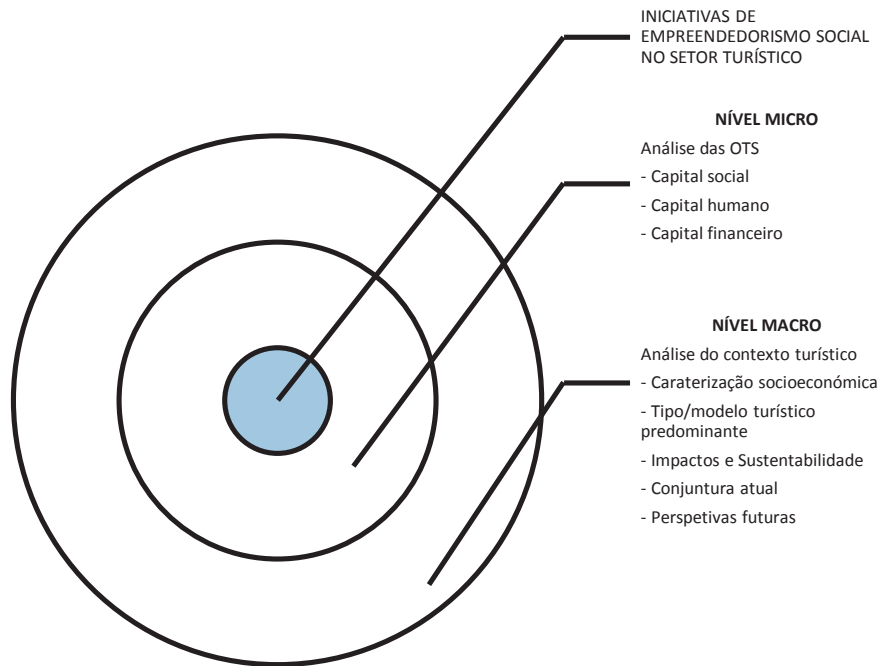 INICIATIVAS DE
EMPREENDEDORISMO SOCIAL
NO SETOR TURÍSTICO
NÍVEL MICRO
Análise das OTS
- Capital social
- Capital humano
- Capital financeiro
NÍVEL MACRO
Análise do contexto turístico
- Caraterização socioeconómica
- Tipo/modelo turístico
predominante
- Impactos e Sustentabilidade
- Conjuntura atual
- Perspetivas futuras